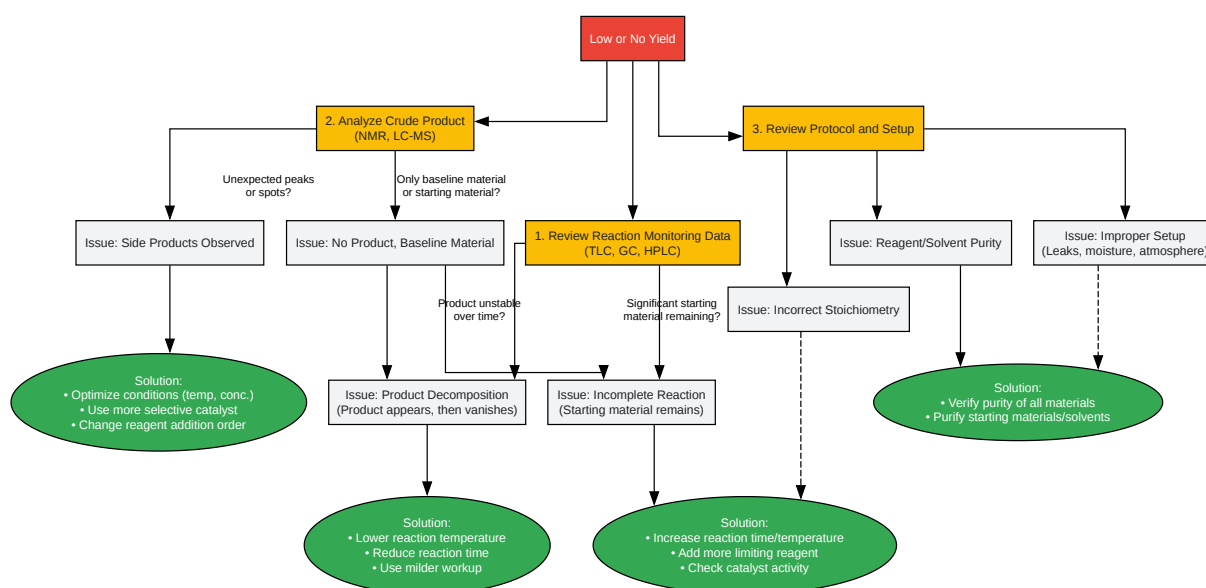 Low or No Yield
2. Analyze Crude Product
(NMR, LC-MS)
3. Review Protocol and Setup
Unexpected peaks
or spots?
Only baseline material
or starting material?
Issue: Side Products Observed
Issue: No Product, Baseline Material
1. Review Reaction Monitoring Data
(TLC, GC, HPLC)
Issue: Reagent/Solvent Purity
Issue: Improper Setup
(Leaks, moisture, atmosphere)
Product unstable
over time?
Significant starting
material remaining?
Issue: Incorrect Stoichiometry
Solution:
• Optimize conditions (temp, conc.)
• Use more selective catalyst
• Change reagent addition order
Issue: Product Decomposition
(Product appears, then vanishes)
Issue: Incomplete Reaction
(Starting material remains)
Solution:
• Verify purity of all materials
• Purify starting materials/solvents
Solution:
• Lower reaction temperature
• Reduce reaction time
• Use milder workup
Solution:
• Increase reaction time/temperature
• Add more limiting reagent
• Check catalyst activity